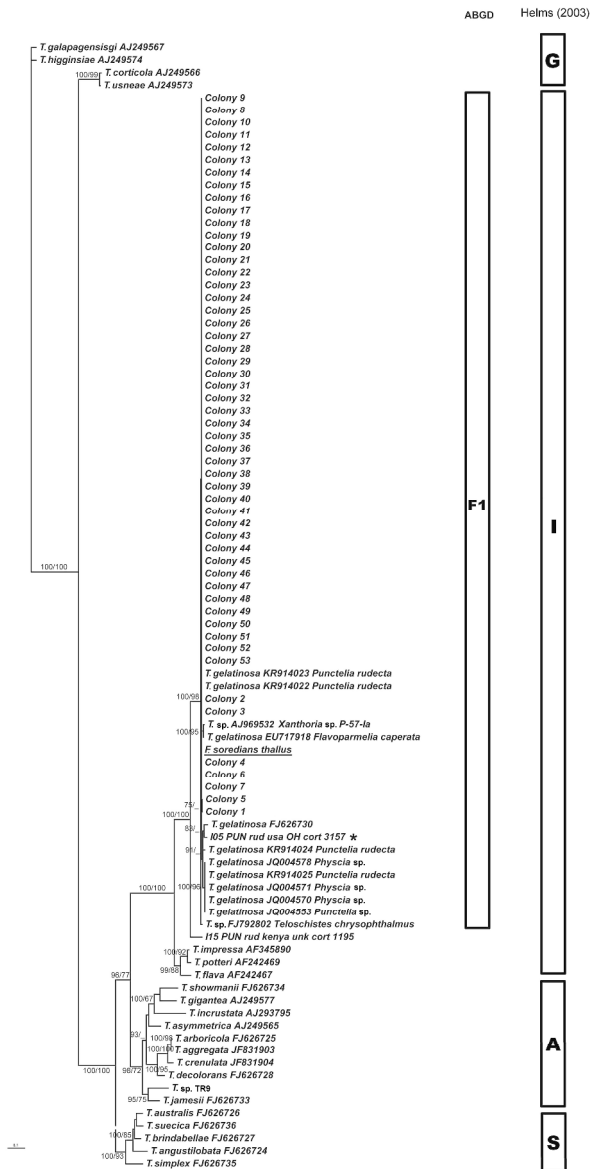 ABGD Helms (2003)
T. galapagensisgi AJ249567
T. higginsiae AJ249574
G
100/99
T. corticola AJ249566
T. usneae AJ249573
Colony 9
Colony 8
Colony 10
Colony 11
Colony 12
Colony 13
Colony 14
Colony 15
Colony 16
Colony 17
Colony 18
Colony 19
Colony 20
Colony 21
Colony 22
Colony 23
Colony 24
Colony 25
Colony 26
Colony 27
Colony 28
Colony 29
Colony 30
Colony 31
Colony 32
Colony 33
Colony 34
Colony 35
Colony 36
Colony 37
Colony 38
Colony 39
Colony 40
F1
Colony 41
Colony 42
I
Colony 43
Colony 44
Colony 45
100/100
Colony 46
Colony 47
Colony 48
Colony 49
Colony 50
Colony 51
Colony 52
Colony 53
T. gelatinosa KR914023 Punctelia rudecta
T. gelatinosa KR914022 Punctelia rudecta
100/98
Colony 2
Colony 3
T. sp. AJ969532 Xanthoria sp. P-57-Ia
100/95
T. gelatinosa EU717918 Flavoparmelia caperata
F. soredians thallus
Colony 4
Colony 6
Colony 7
Colony 5
75/_
Colony 1
100/100
T. gelatinosa FJ626730
83/_
I05 PUN rud usa OH cort 3157 *
91/_
T. gelatinosa KR914024 Punctelia rudecta
T. gelatinosa JQ004578 Physcia sp.
T. gelatinosa KR914025 Punctelia rudecta
100/96
T. gelatinosa JQ004571 Physcia sp.
100/100
T. gelatinosa JQ004570 Physcia sp.
T. gelatinosa JQ004553 Punctelia sp.
T. sp. FJ792802 Teloschistes chrysophthalmus
I15 PUN rud kenya unk cort 1195
T. impressa AF345890
100/92
T. potteri AF242469
99/88
T. flava AF242467
96/77
T. showmanii FJ626734
100/67
T. gigantea AJ249577
T. incrustata AJ293795
T. asymmetrica AJ249565
93/_
T. arboricola FJ626725
100/98
T. aggregata JF831903
100/100
A
T. crenulata JF831904
100/100
98/72
100/95
T. decolorans FJ626728
T. sp. TR9
95/75
T. jamesii FJ626733
T. australis FJ626726
T. suecica FJ626736
100/85
T. brindabellae FJ626727
S
T. angustilobata FJ626724
100/93
T. simplex FJ626735